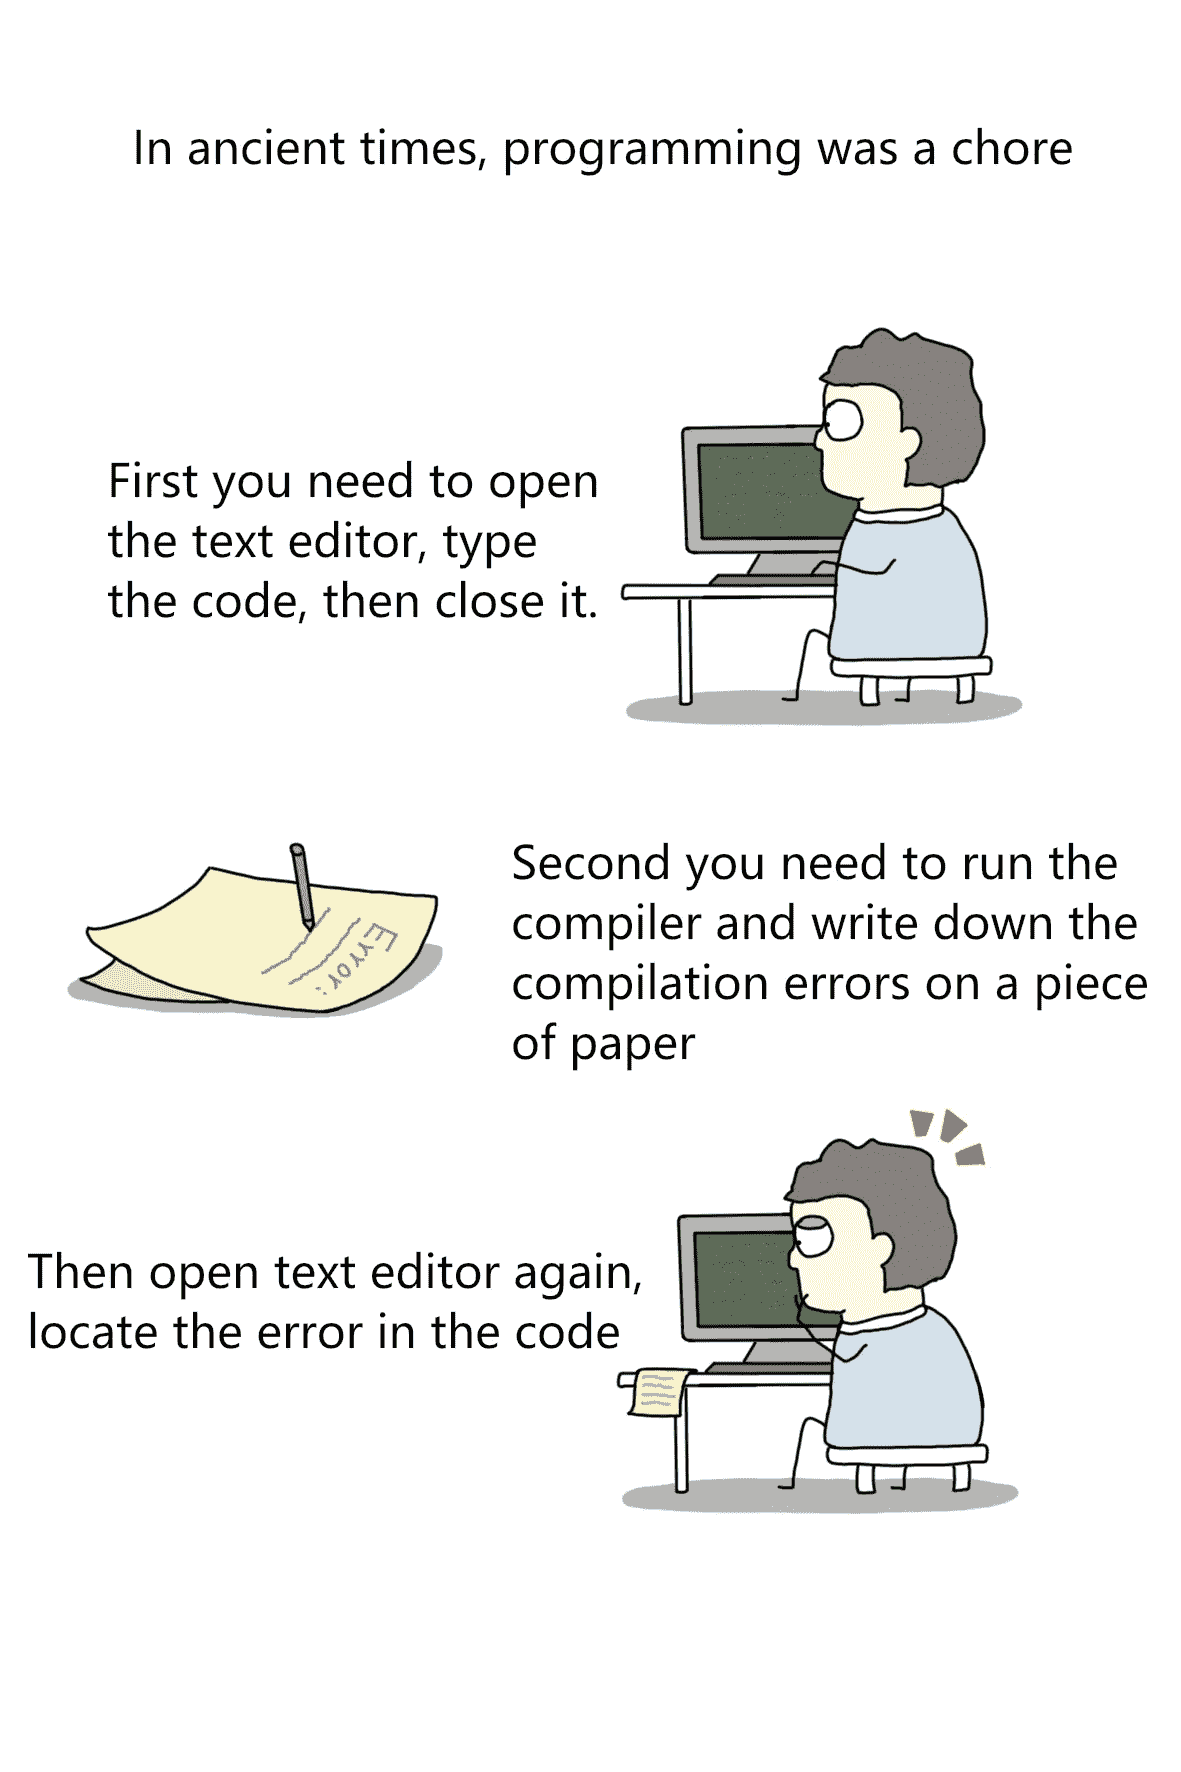 In ancient times, programming was a chore
First you need to open
the text editor, type
the code, then close it.
Error:
Second you need to run the
compiler and write down the
compilation errors on a piece
of paper
Then open text editor again,
locate the error in the code